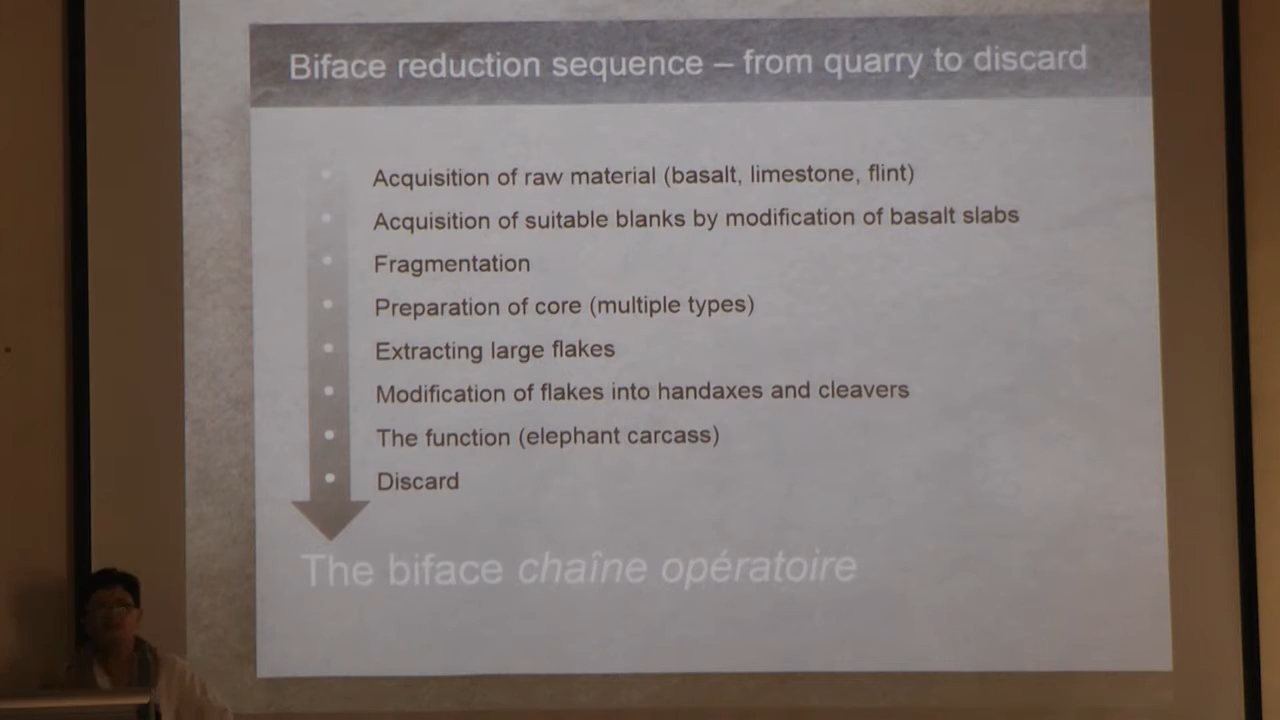 Biface reduction sequence – from quarry to discard
Acquisition of raw material (basalt, limestone, flint)
Acquisition of suitable blanks by modification of basalt slabs
Fragmentation
Preparation of core (multiple types)
Extracting large flakes
Modification of flakes into handaxes and cleavers
The function (elephant carcass)
Discard
The biface chaîne opératoire